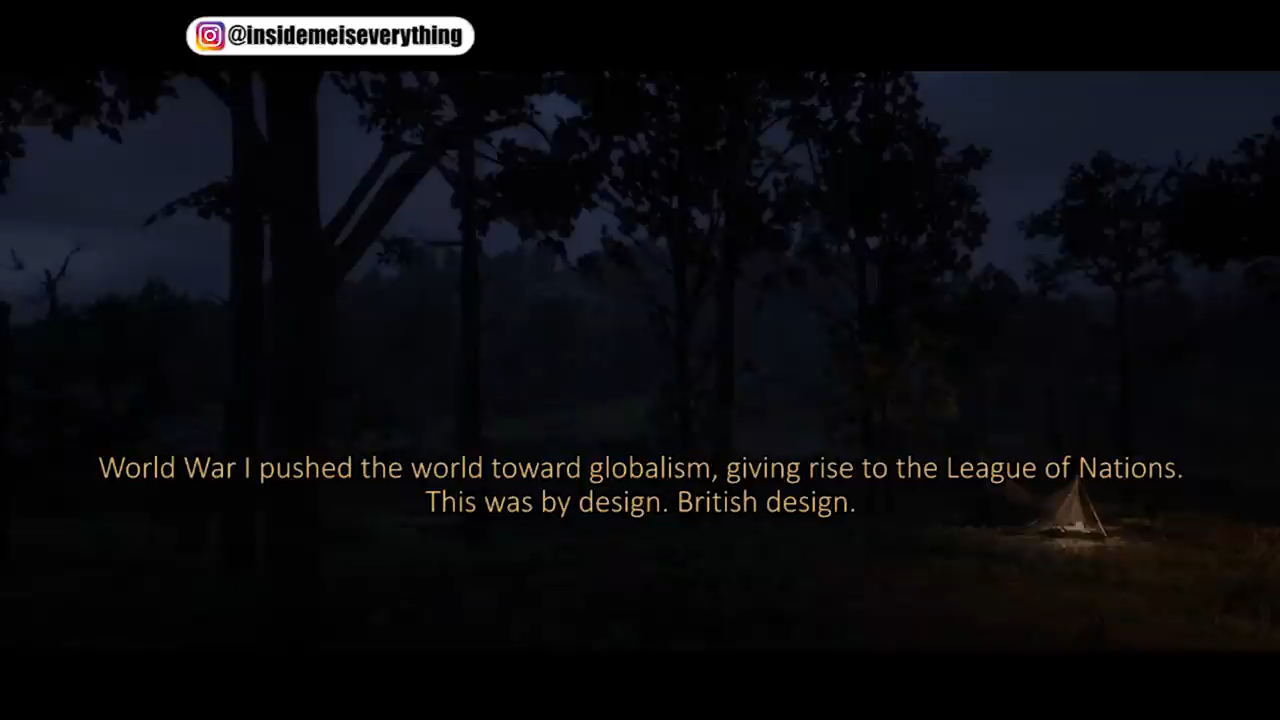 @insidemeiseverything
World War I pushed the world toward globalism, giving rise to the League of Nations.
This was by design. British design.